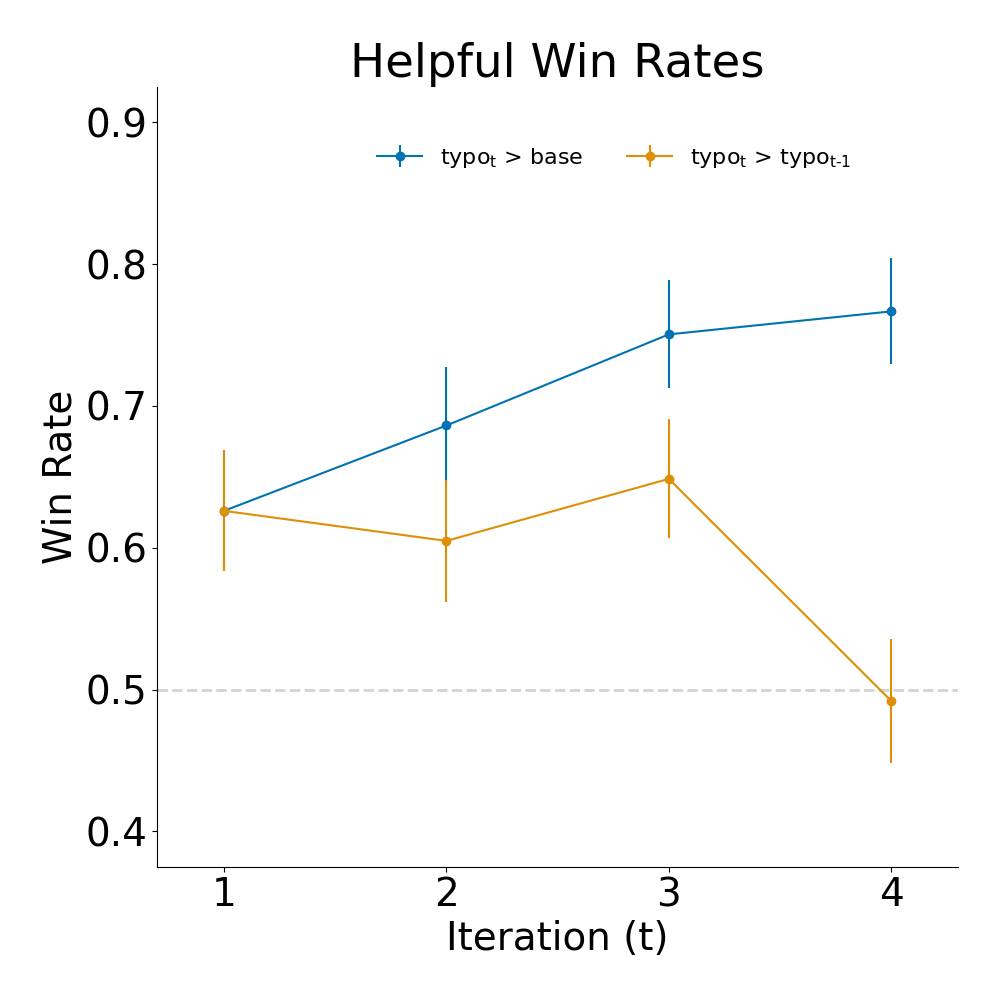 Helpful Win Rates
typoₜ > base
typoₜ > typoₜ₋₁
Win Rate
0.9
0.8
0.7
0.6
0.5
0.4
1 2 3 4
Iteration (t)